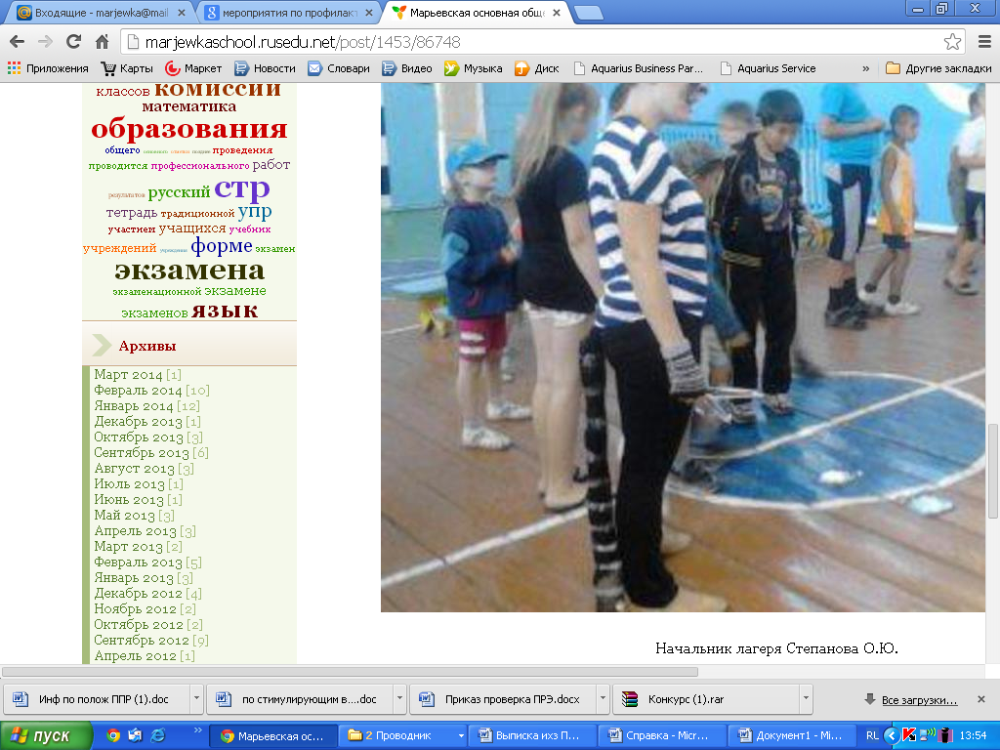 Входящие - marjewka@mail
мероприятия по профилакт
Марьевская основная обще
marjewkaschool.rusedu.net/post/1453/86748
Приложения Карты Маркет Новости Словари Видео Музыка Диск Aquarius Business Par... Aquarius Service » Другие закладки
классов комиссии
математика
образования
общего проведения
проводится профессионального работ
результатов русский стр
тетрадь традиционной упр
участием учащихся учебник
учреждений форме экзамен
экзамена
экзаменационной экзамене
экзаменов язык
Архивы
Март 2014 [1]
Февраль 2014 [10]
Январь 2014 [12]
Декабрь 2013 [1]
Октябрь 2013 [3]
Сентябрь 2013 [6]
Август 2013 [3]
Июль 2013 [1]
Июнь 2013 [1]
Май 2013 [3]
Апрель 2013 [3]
Март 2013 [2]
Февраль 2013 [5]
Январь 2013 [3]
Декабрь 2012 [4]
Ноябрь 2012 [2]
Октябрь 2012 [2]
Сентябрь 2012 [9]
Апрель 2012 [1]
Начальник лагеря Степанова О.Ю.
Инф по полож ППР (1).doc
по стимулирующим в....doc
Приказ проверка ПРЭ.docx
Конкурс (1).rar
Все загрузки...
пуск
»
Марьевская ос...
2 Проводник
Выписка ихз П...
Справка - Micr...
Документ1 - Mi...
RL
13:54